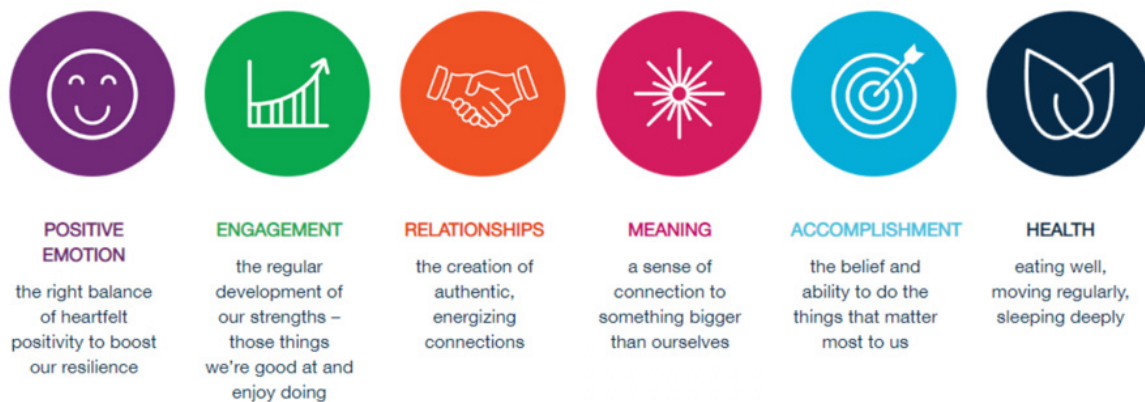 POSITIVE
EMOTION
the right balance
of heartfelt
positivity to boost
our resilience
ENGAGEMENT
the regular
development of
our strengths –
those things
we're good at and
enjoy doing
RELATIONSHIPS
the creation of
authentic,
energizing
connections
MEANING
a sense of
connection to
something bigger
than ourselves
ACCOMPLISHMENT
the belief and
ability to do the
things that matter
most to us
HEALTH
eating well,
moving regularly,
sleeping deeply